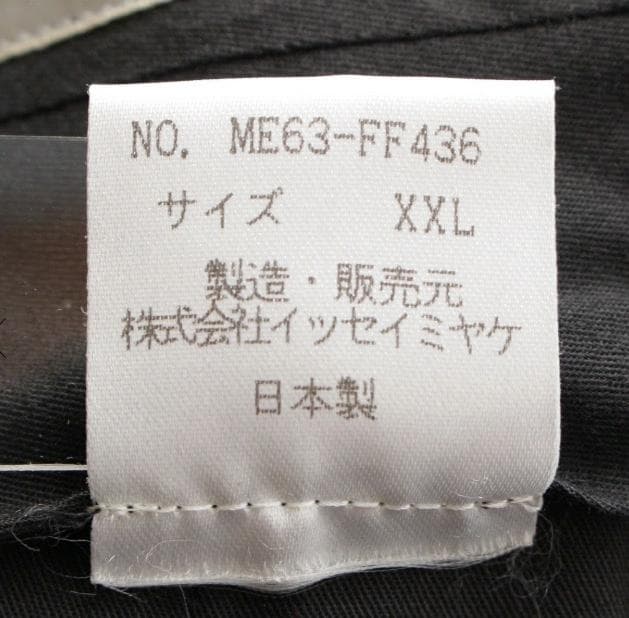 NO. ME63-FF436
サイズ XXL
製造・販売元
株式会社イッセイミヤケ
日本製